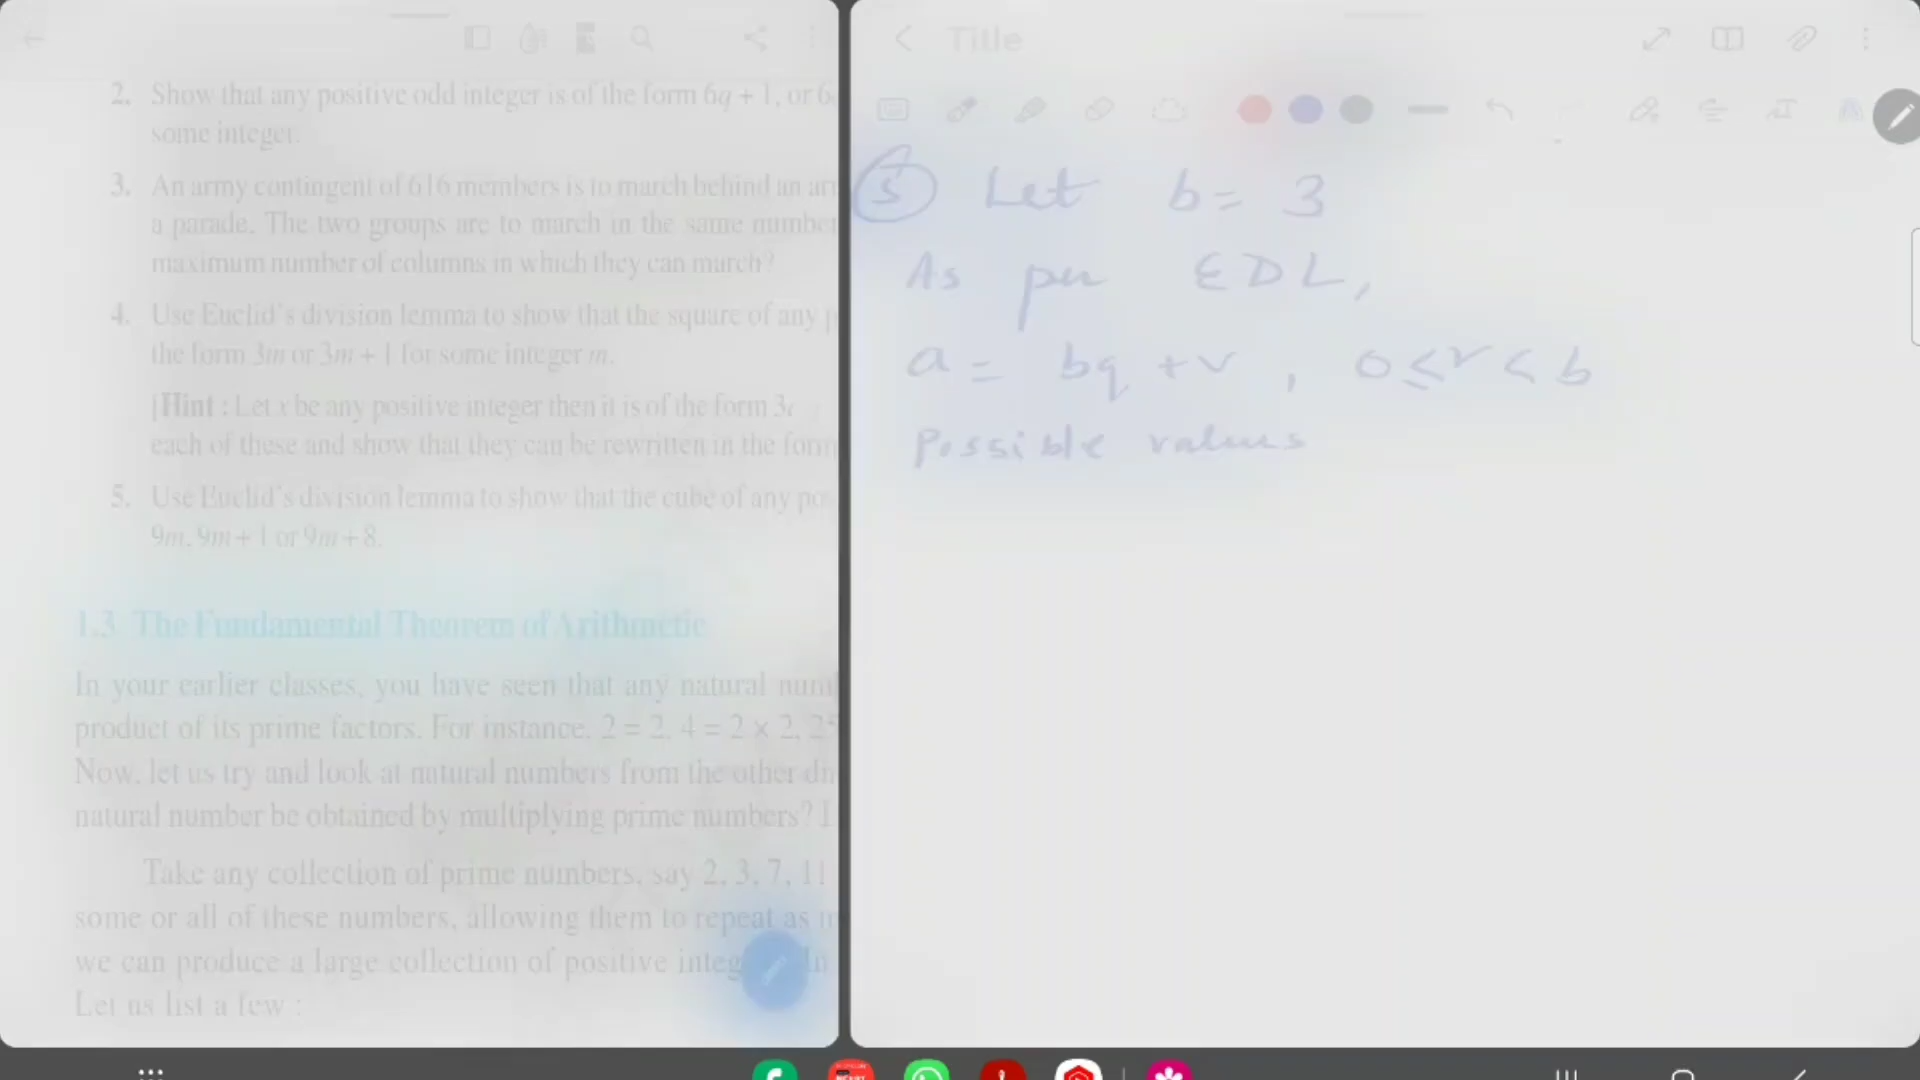 Title
2. Show that any positive odd integer is of the form 6q + 1, or 6
some integer.
3. An army contingent of 616 members is to march behind an
a parade. The two groups are to march in the same number
maximum number of columns in which they can march?
4. Use Euclid's division lemma to show that the square of any
the form 3m or 3m + 1 for some integer m.
[Hint : Let x be any positive integer then it is of the form
each of these and show that they can be rewritten in the form
5. Use Euclid's division lemma to show that the cube of any
9m, 9m + 1 or 9m + 8.
1.3 The Fundamental Theorem of Arithmetic
In your earlier classes, you have seen that any natural
product of its prime factors. For instance, 2 = 2, 4 = 2 × 2, 25
Now, let us try and look at natural numbers from the other
natural number be obtained by multiplying prime numbers?
Take any collection of prime numbers, say 2, 3, 7, 11
some or all of these numbers, allowing them to repeat as
we can produce a large collection of positive In
Let us list a few :
5 Let b = 3
As per EDL,
a = bq + r , 0 ≤ r < b
Possible values